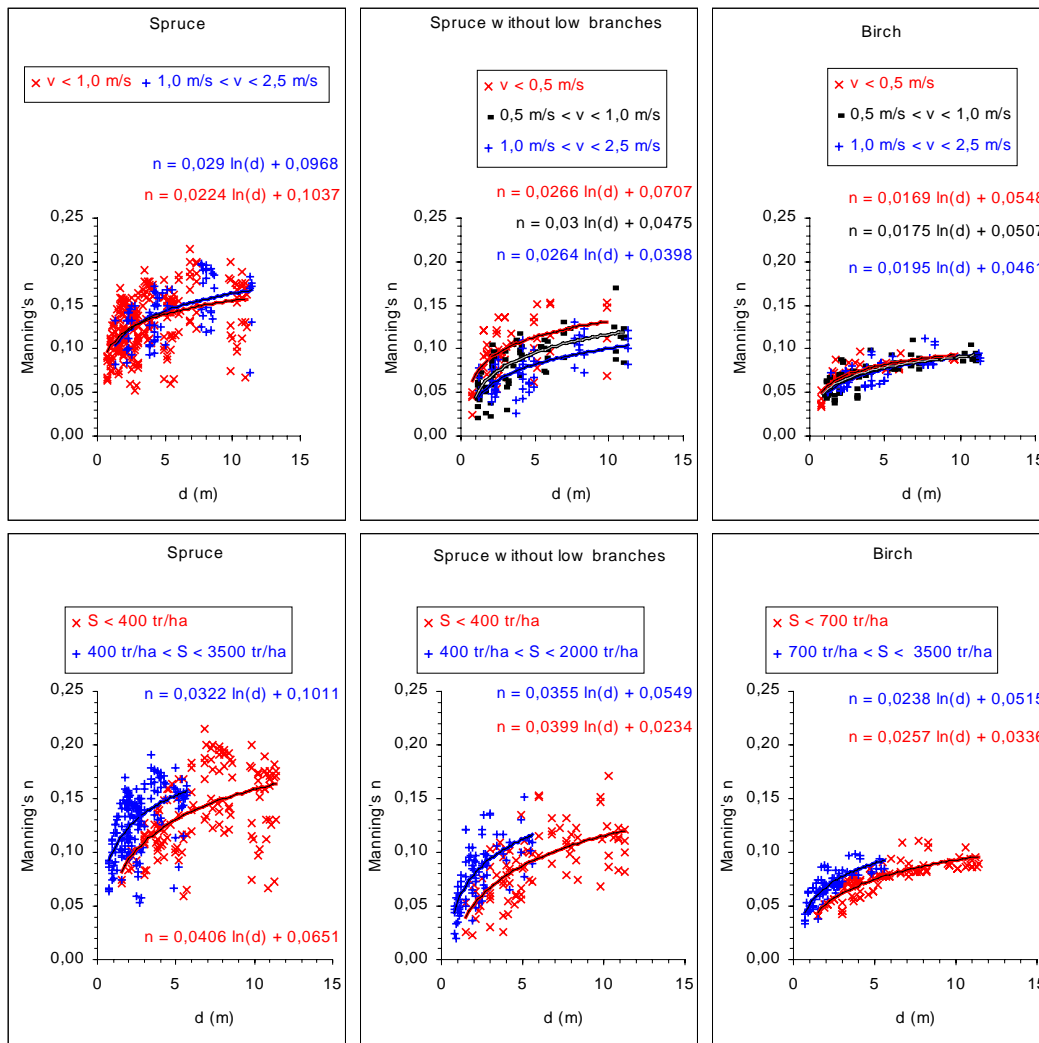 Spruce
× v < 1,0 m/s + 1,0 m/s < v < 2,5 m/s
n = 0,029 ln(d) + 0,0968
n = 0,0224 ln(d) + 0,1037
0,25
0,20
0,15
0,10
0,05
0,00
Manning's n
0 5 10 15
d (m)
Spruce w ithout low branches
× v < 0,5 m/s
- 0,5 m/s < v < 1,0 m/s
+ 1,0 m/s < v < 2,5 m/s
n = 0,0266 ln(d) + 0,0707
n = 0,03 ln(d) + 0,0475
n = 0,0264 ln(d) + 0,0398
0,25
0,20
0,15
0,10
0,05
0,00
Manning's n
0 5 10 15
d (m)
Birch
× v < 0,5 m/s
- 0,5 m/s < v < 1,0 m/s
+ 1,0 m/s < v < 2,5 m/s
n = 0,0169 ln(d) + 0,0548
n = 0,0175 ln(d) + 0,0507
n = 0,0195 ln(d) + 0,0461
0,25
0,20
0,15
0,10
0,05
0,00
Manning's n
0 5 10 15
d (m)
Spruce
× S < 400 tr/ha
+ 400 tr/ha < S < 3500 tr/ha
n = 0,0322 ln(d) + 0,1011
0,25
0,20
0,15
0,10
0,05
0,00
Manning's n
n = 0,0406 ln(d) + 0,0651
0 5 10 15
d (m)
Spruce w ithout low branches
× S < 400 tr/ha
+ 400 tr/ha < S < 2000 tr/ha
n = 0,0355 ln(d) + 0,0549
n = 0,0399 ln(d) + 0,0234
0,25
0,20
0,15
0,10
0,05
0,00
Manning's n
0 5 10 15
d (m)
Birch
× S < 700 tr/ha
+ 700 tr/ha < S < 3500 tr/ha
n = 0,0238 ln(d) + 0,0515
n = 0,0257 ln(d) + 0,0336
0,25
0,20
0,15
0,10
0,05
0,00
Manning's n
0 5 10 15
d (m)